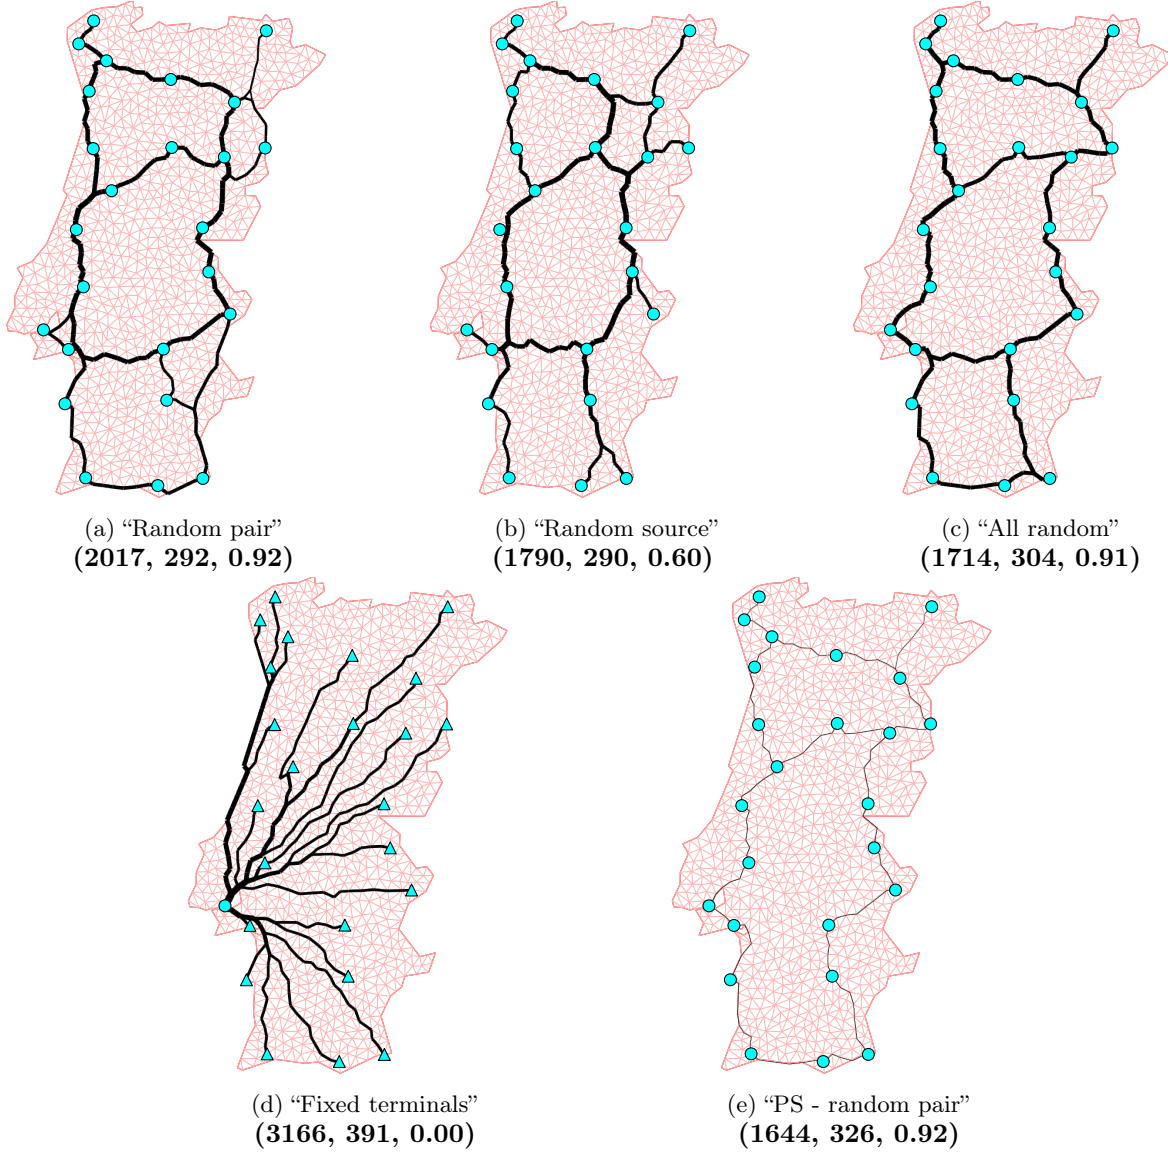 (a) “Random pair”
(2017, 292, 0.92)
(b) “Random source”
(1790, 290, 0.60)
(c) “All random”
(1714, 304, 0.91)
(d) “Fixed terminals”
(3166, 391, 0.00)
(e) “PS - random pair”
(1644, 326, 0.92)